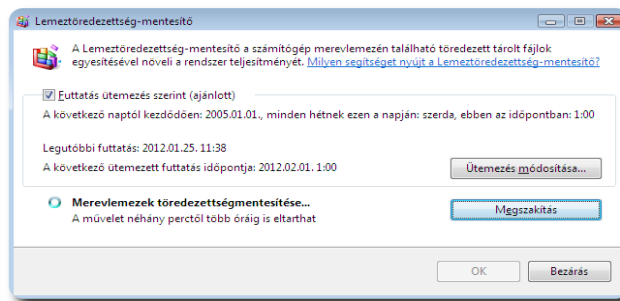 Lemeztöredezettség-mentesítő
A Lemeztöredezettség-mentesítő a számítógép merevlemezén található töredezett tárolt fájlok
egyesítésével növeli a rendszer teljesítményét. Milyen segítséget nyújt a Lemeztöredezettség-mentesítő?
Futtatás ütemezés szerint (ajánlott)
A következő naptól kezdődően: 2005.01.01., minden hétnek ezen a napján: szerda, ebben az időpontban: 1:00
Legutóbbi futtatás: 2012.01.25. 11:38
A következő ütemezett futtatás időpontja: 2012.02.01. 1:00
Ütemezés módosítása...
Merevlemezek töredezettségmentesítése...
A művelet néhány perctől több óráig is eltarthat
Megszakítás
OK
Bezárás